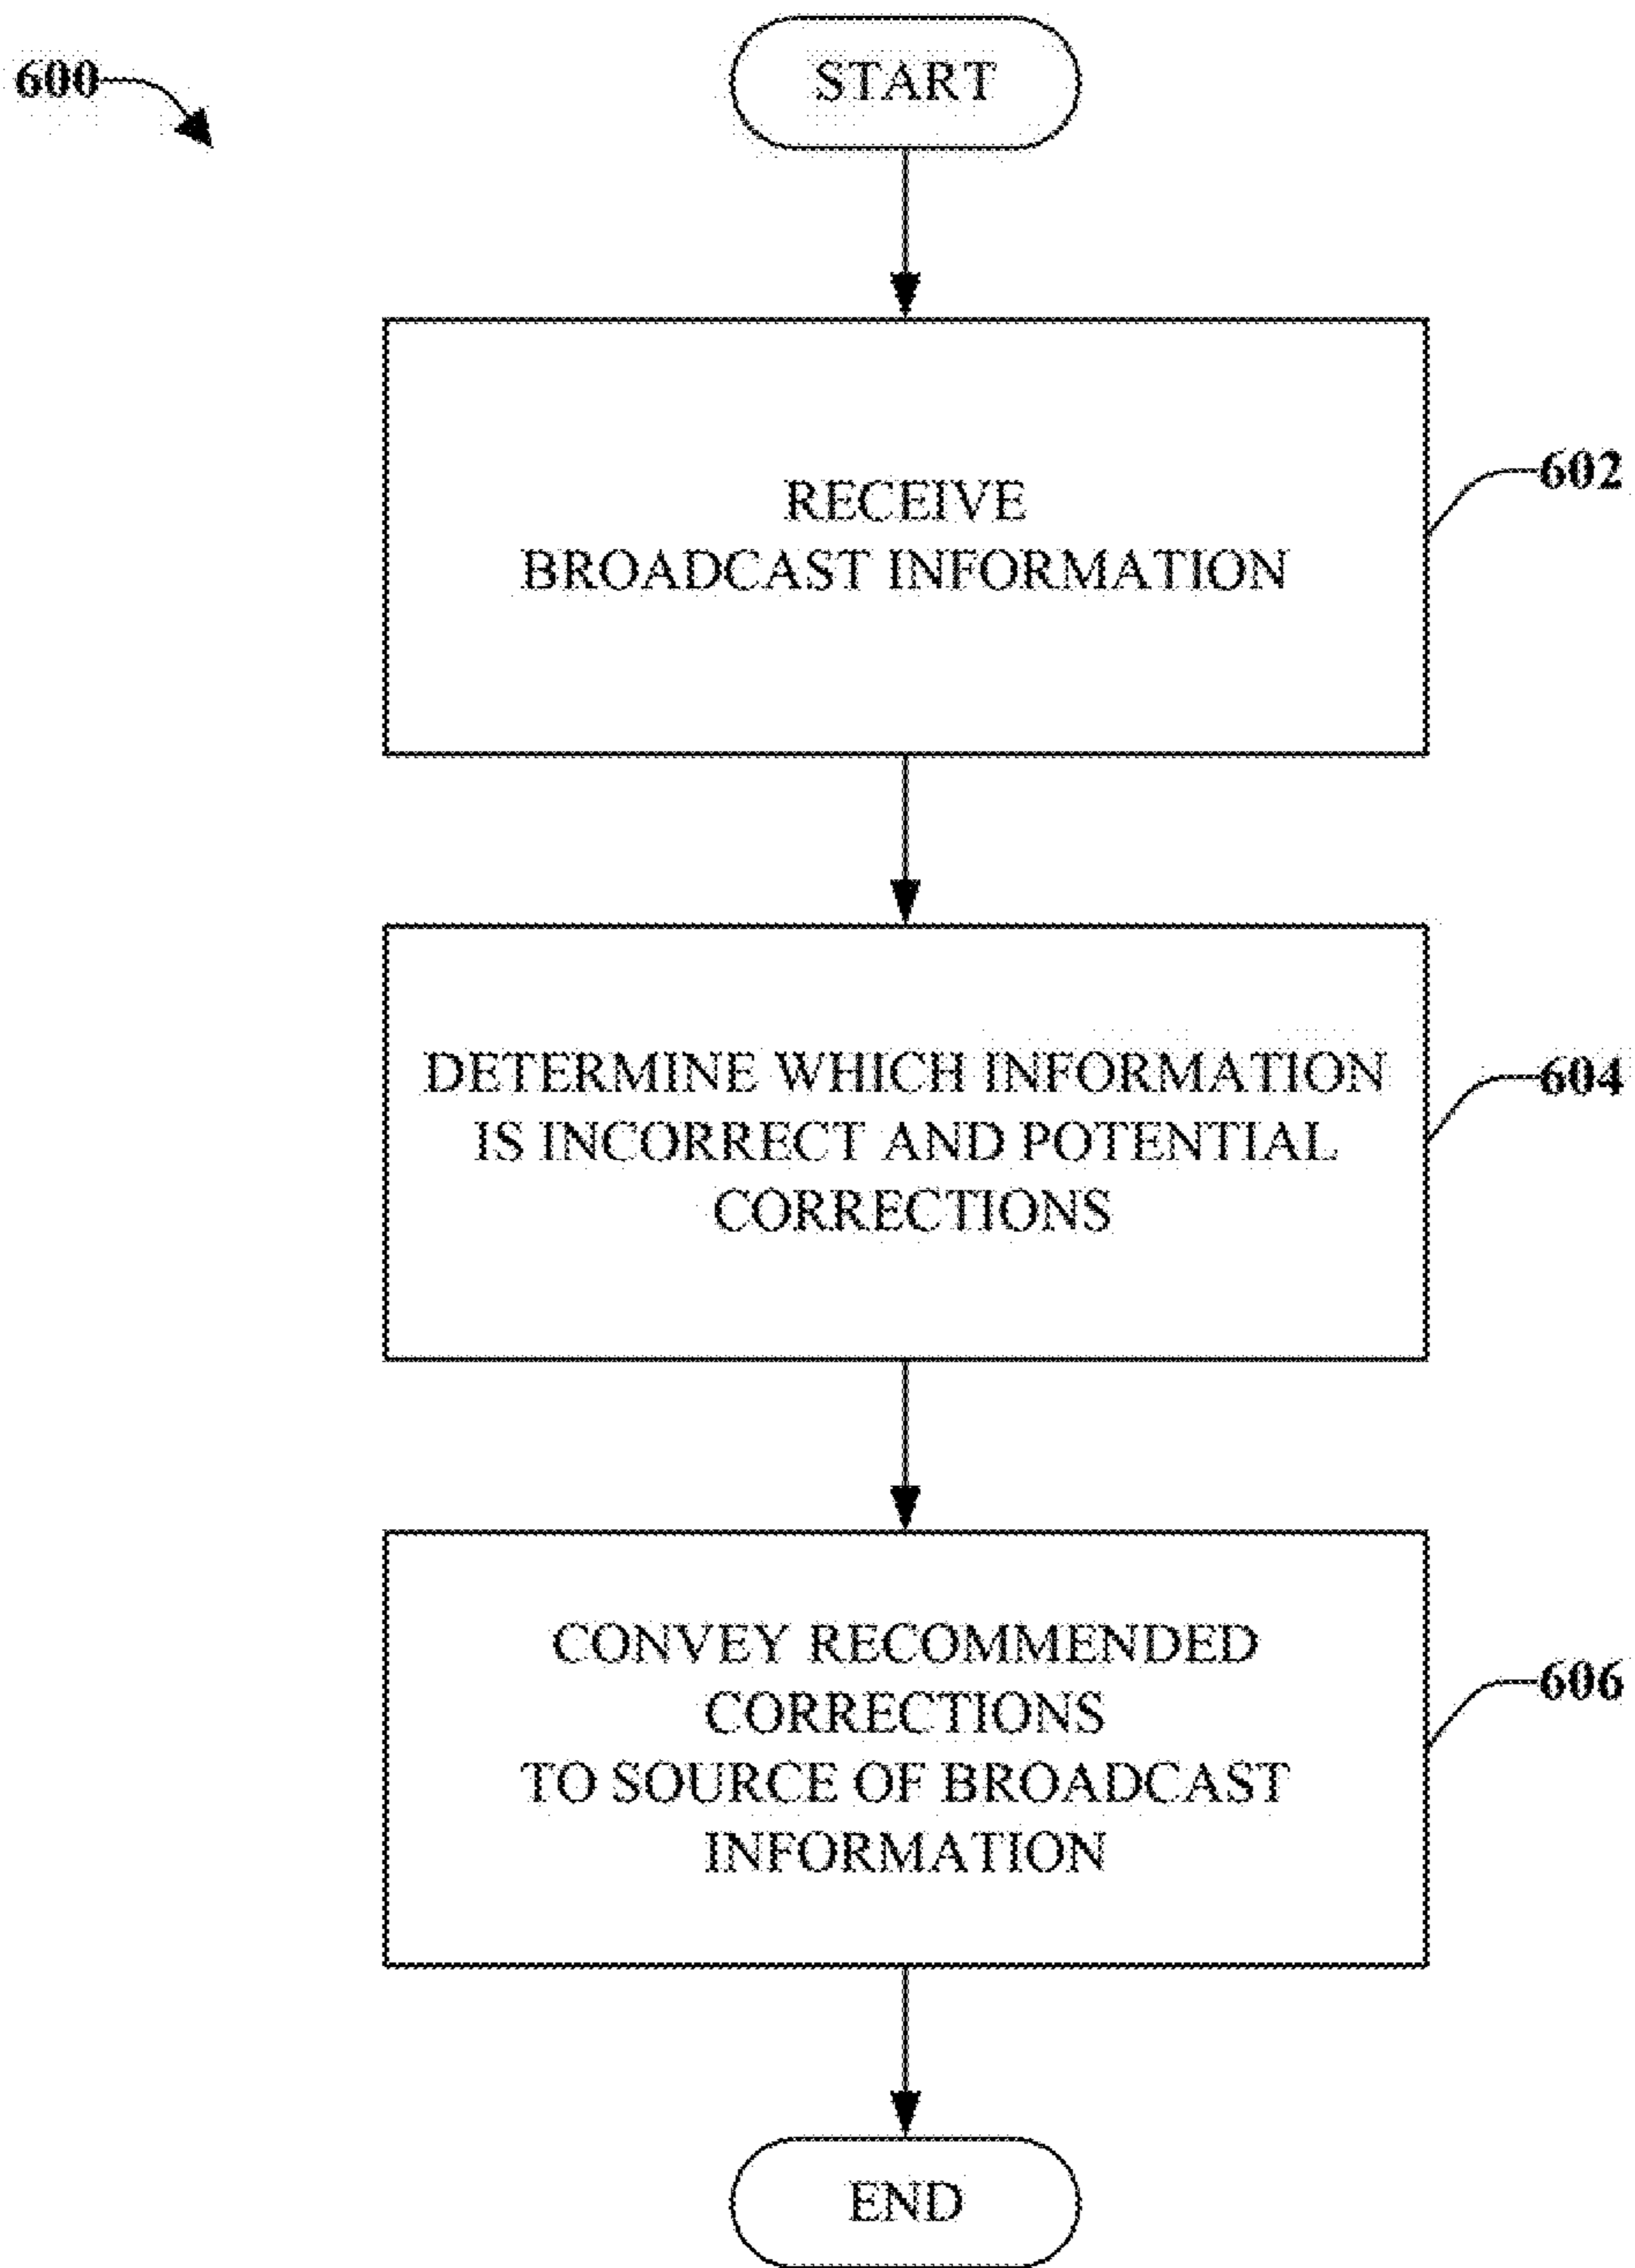 600
START
RECEIVE
BROADCAST INFORMATION
602
DETERMINE WHICH INFORMATION
IS INCORRECT AND POTENTIAL
CORRECTIONS
604
CONVEY RECOMMENDED
CORRECTIONS
TO SOURCE OF BROADCAST
INFORMATION
606
END